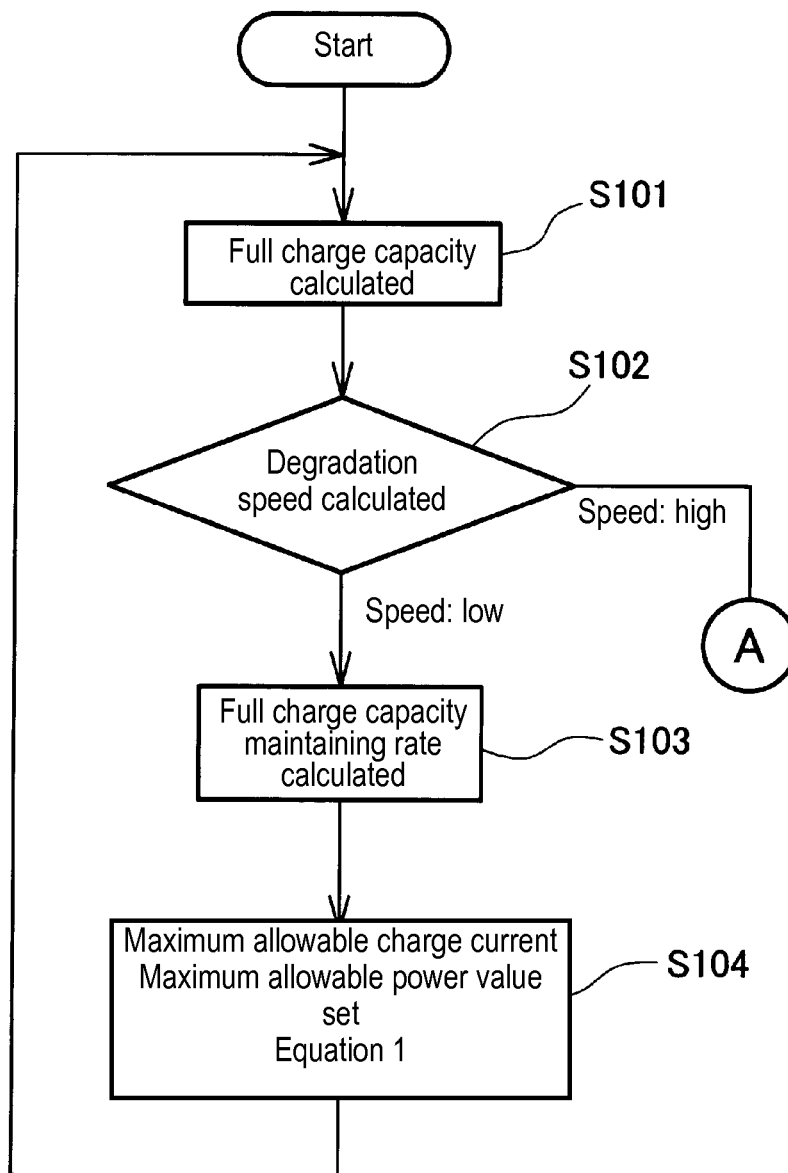 Start
S101
Full charge capacity
calculated
S102
Degradation
speed calculated
Speed: high
Speed: low
A
Full charge capacity
maintaining rate
calculated
S103
Maximum allowable charge current
Maximum allowable power value
set
Equation 1
S104